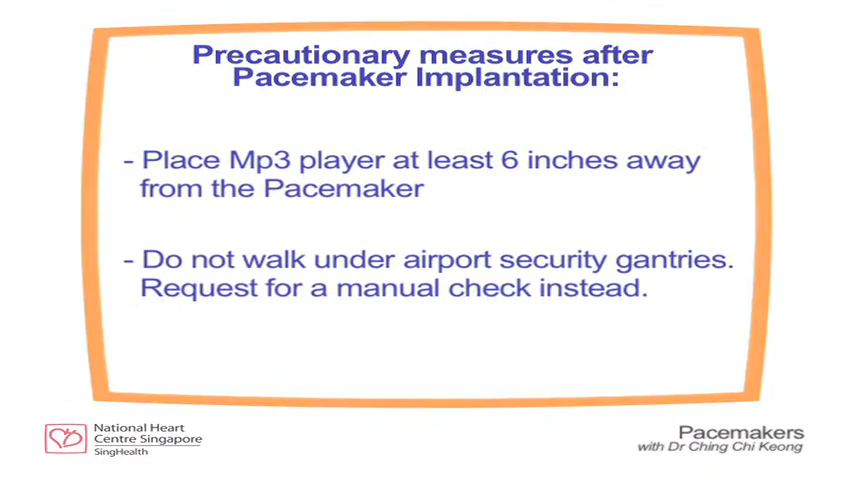 Precautionary measures after
Pacemaker Implantation:
- Place Mp3 player at least 6 inches away
from the Pacemaker
- Do not walk under airport security gantries.
Request for a manual check instead.
National Heart
Centre Singapore
SingHealth
Pacemakers
with Dr Ching Chi Keong